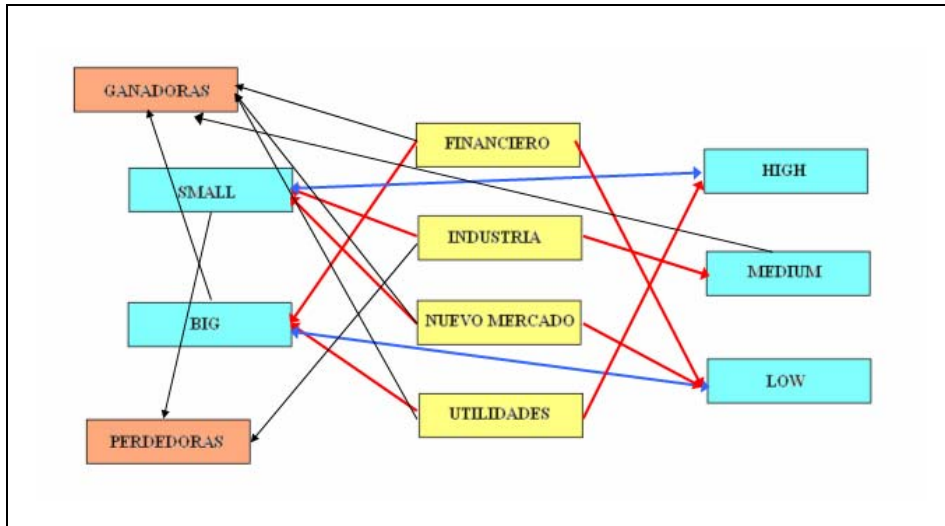 GANADORAS
SMALL
BIG
PERDEDORAS
FINANCIERO
INDUSTRIA
NUEVO MERCADO
UTILIDADES
HIGH
MEDIUM
LOW